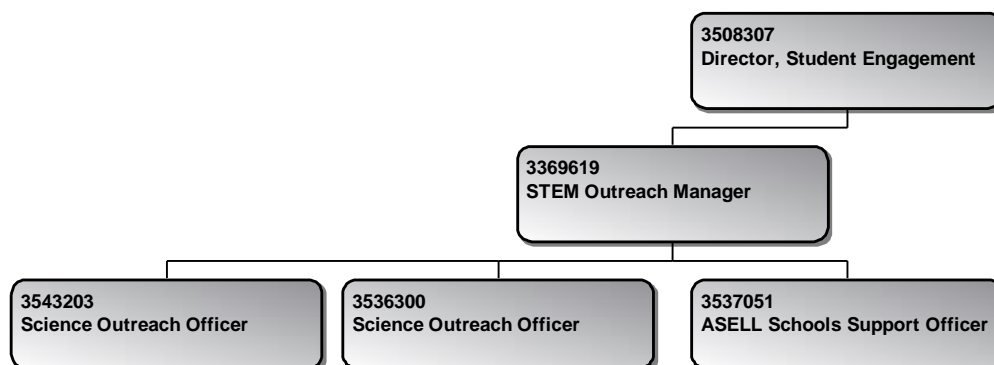 3508307
Director, Student Engagement
3369619
STEM Outreach Manager
3543203
Science Outreach Officer
3536300
Science Outreach Officer
3537051
ASELL Schools Support Officer